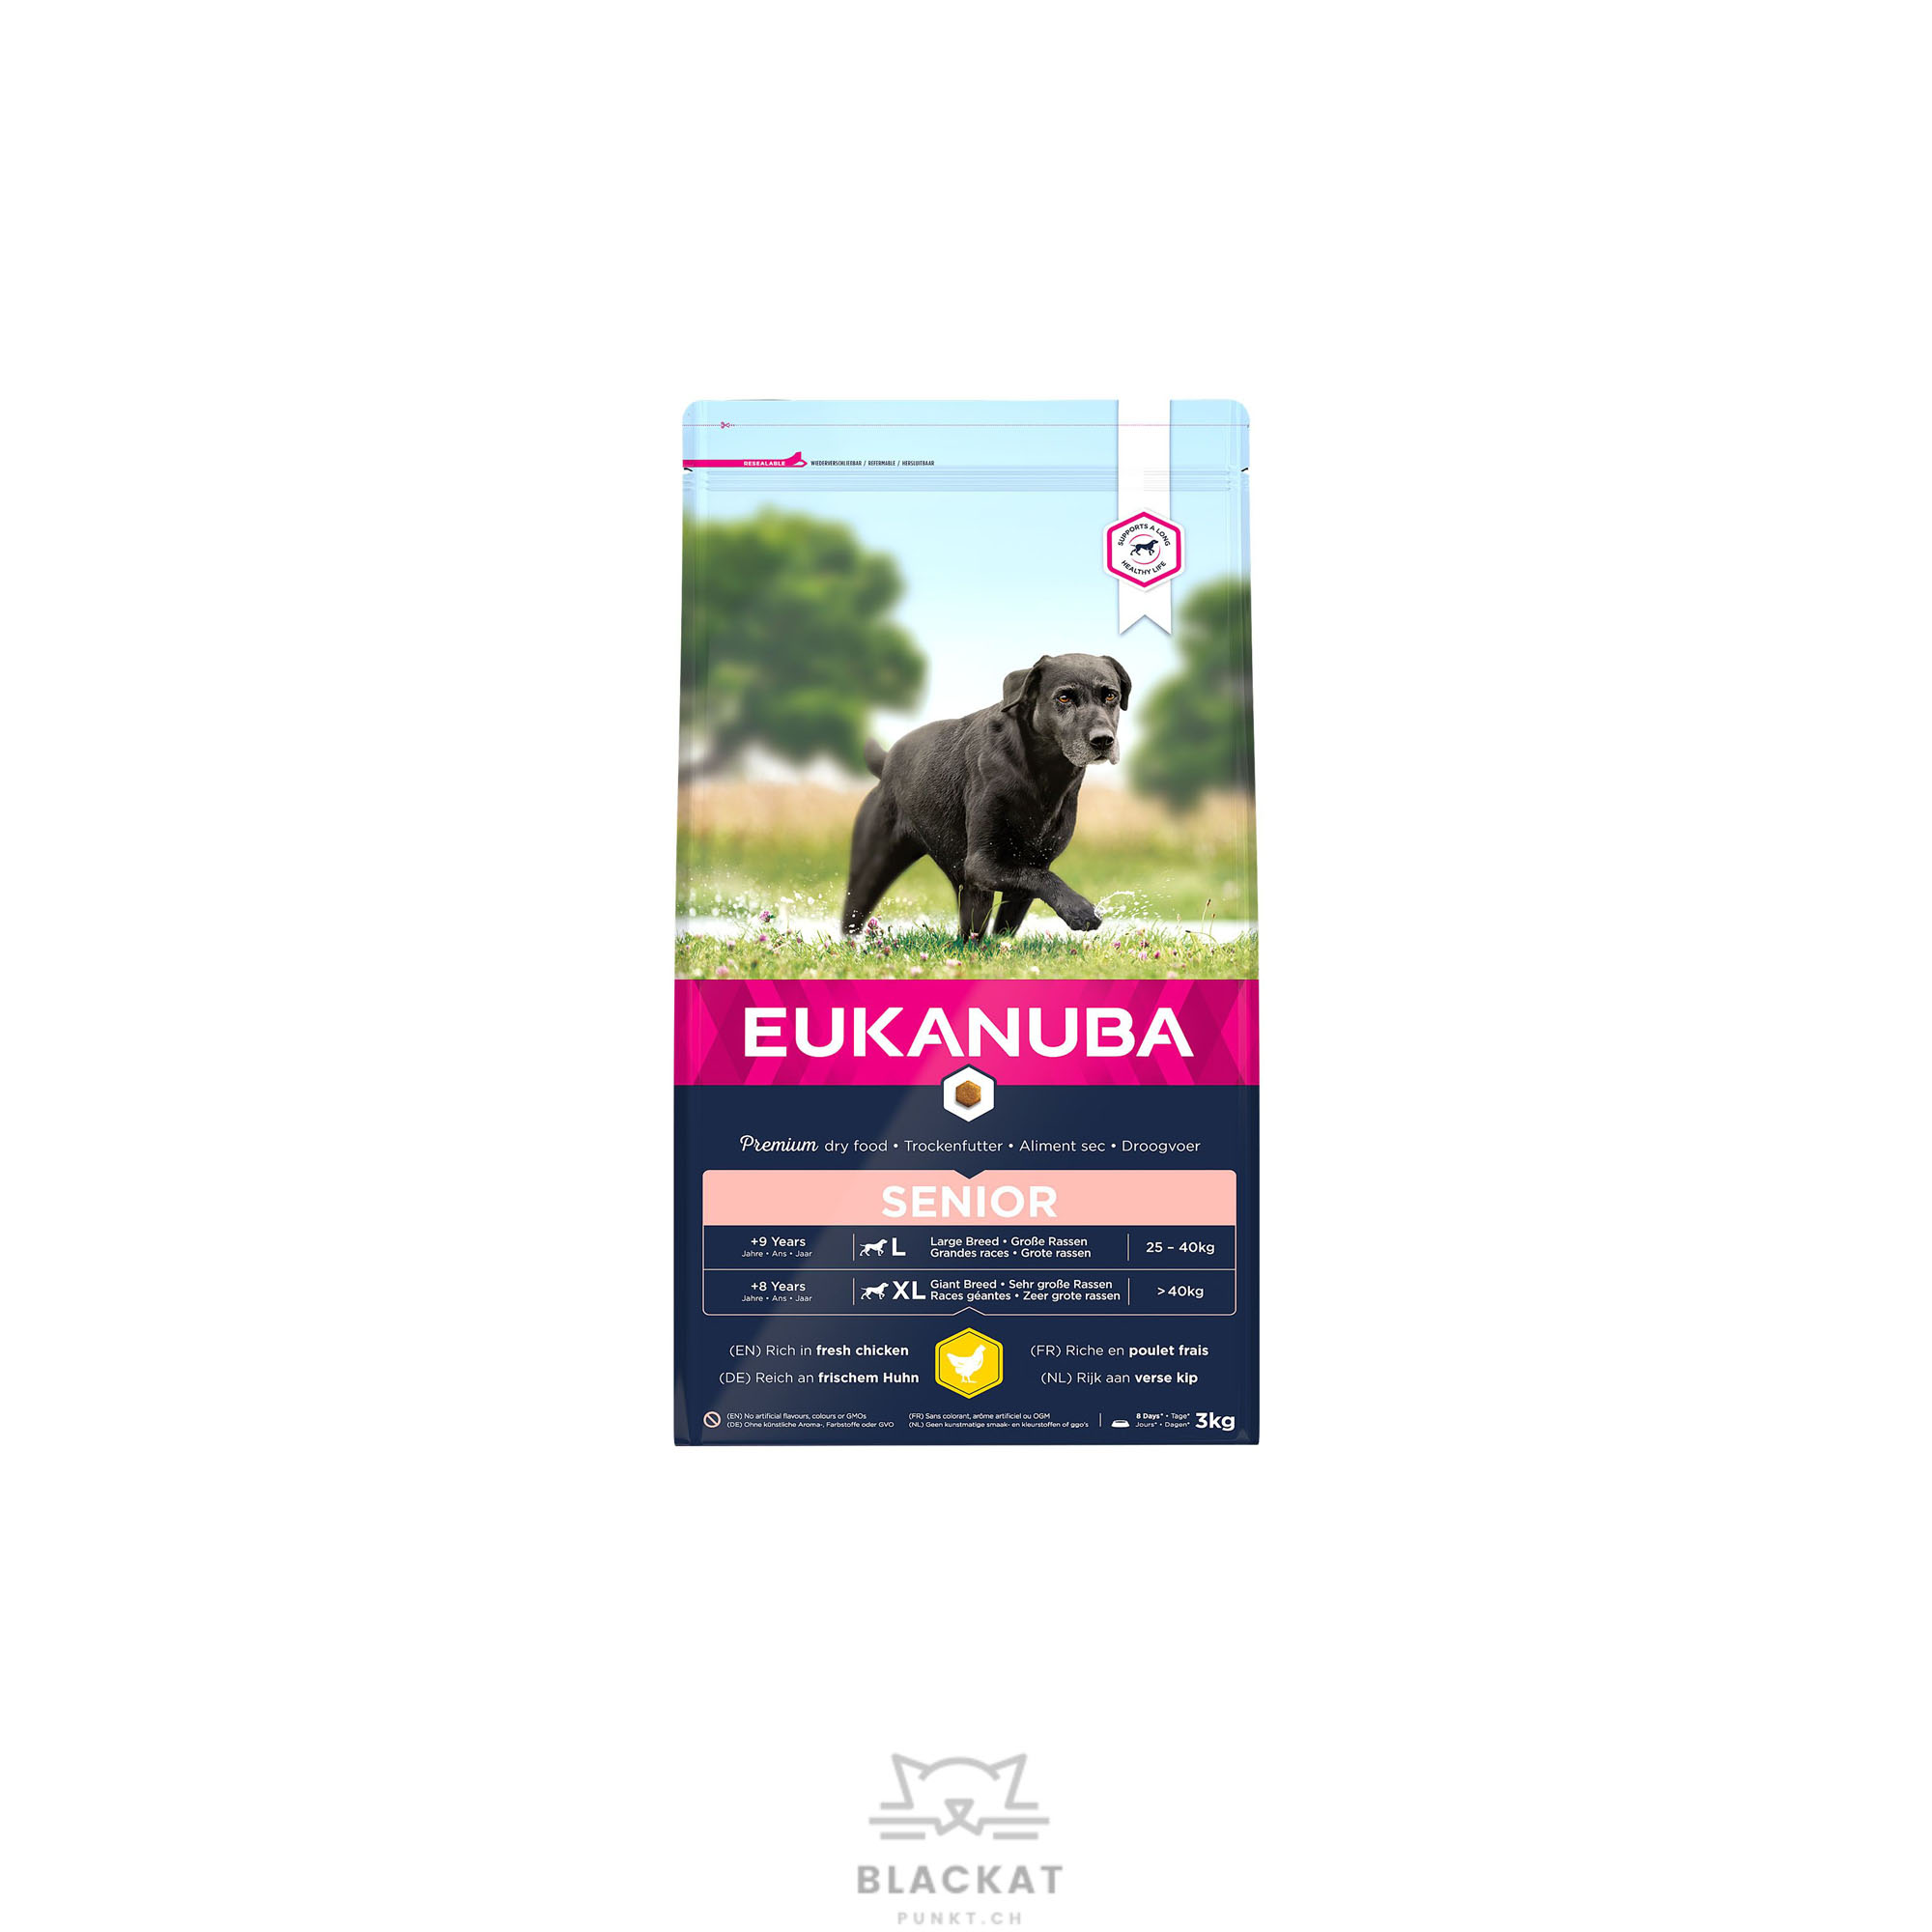 RESEALABLE WIEDERVERSCHLIEßBAR / REFERMABLE / HERSLUITBAAR
SUPPORTS A LONG
HEALTHY LIFE
EUKANUBA
Premium dry food • Trockenfutter • Aliment sec • Droogvoer
SENIOR
+9 Years
Jahre • Ans • Jaar
L
Large Breed • Große Rassen
Grandes races • Grote rassen
25 – 40kg
+8 Years
Jahre • Ans • Jaar
XL
Giant Breed • Sehr große Rassen
Races géantes • Zeer grote rassen
>40kg
(EN) Rich in fresh chicken
(DE) Reich an frischem Huhn
(FR) Riche en poulet frais
(NL) Rijk aan verse kip
(EN) No artificial flavours, colours or GMOs
(DE) Ohne künstliche Aroma-, Farbstoffe oder GVO
(FR) Sans colorant, arôme artificiel ou OGM
(NL) Geen kunstmatige smaak- en kleurstoffen of ggo's
8 Days* • Tage*
Jours* • Dagen*
3kg
BLACKAT
PUNKT.CH